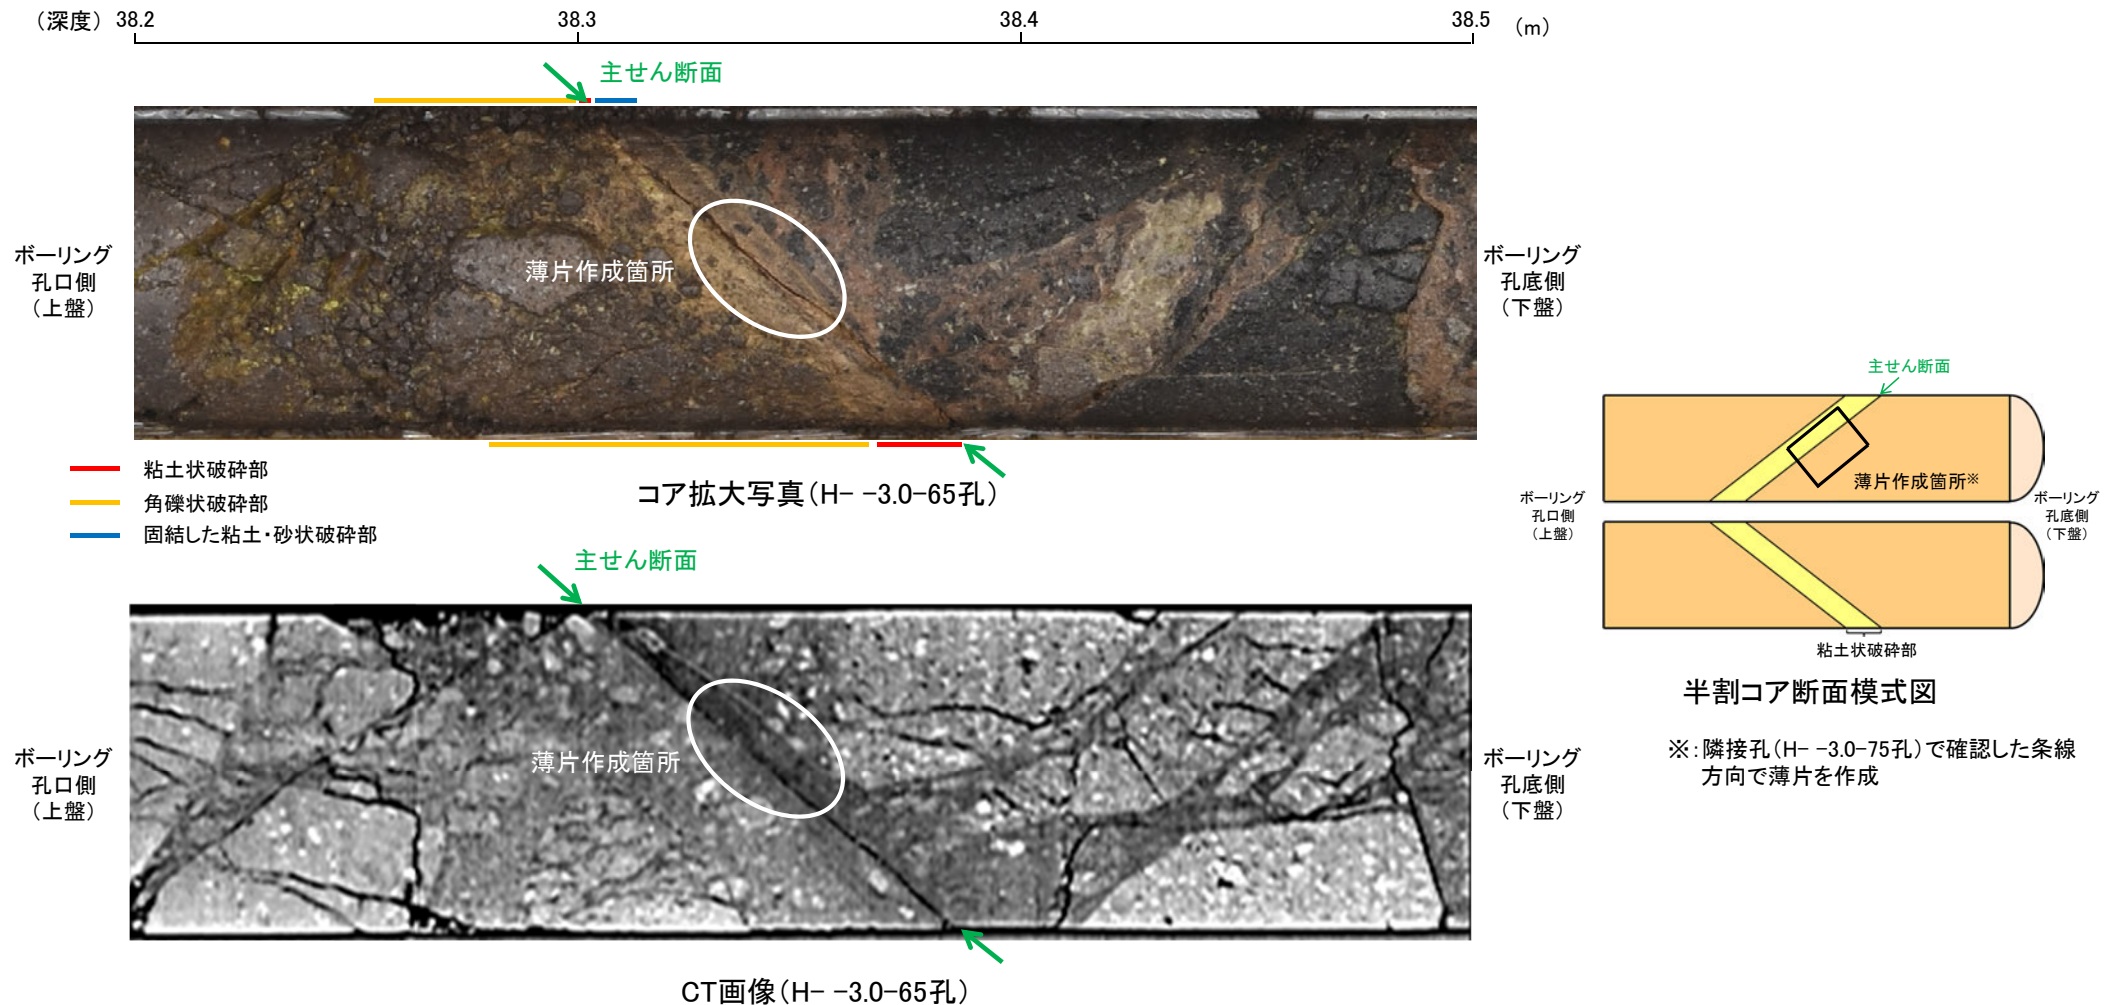 （深度） 38.2 38.3 38.4 38.5 （m）
主せん断面
ボーリング
孔口側
（上盤）
薄片作成箇所
ボーリング
孔底側
（下盤）
粘土状破砕部
角礫状破砕部
固結した粘土・砂状破砕部
コア拡大写真（H- -3.0-65孔）
主せん断面
ボーリング
孔口側
（上盤）
薄片作成箇所
ボーリング
孔底側
（下盤）
CT画像（H- -3.0-65孔）
主せん断面
薄片作成箇所※
ボーリング
孔口側
（上盤）
ボーリング
孔底側
（下盤）
粘土状破砕部
半割コア断面模式図
※：隣接孔（H- -3.0-75孔）で確認した条線
方向で薄片を作成